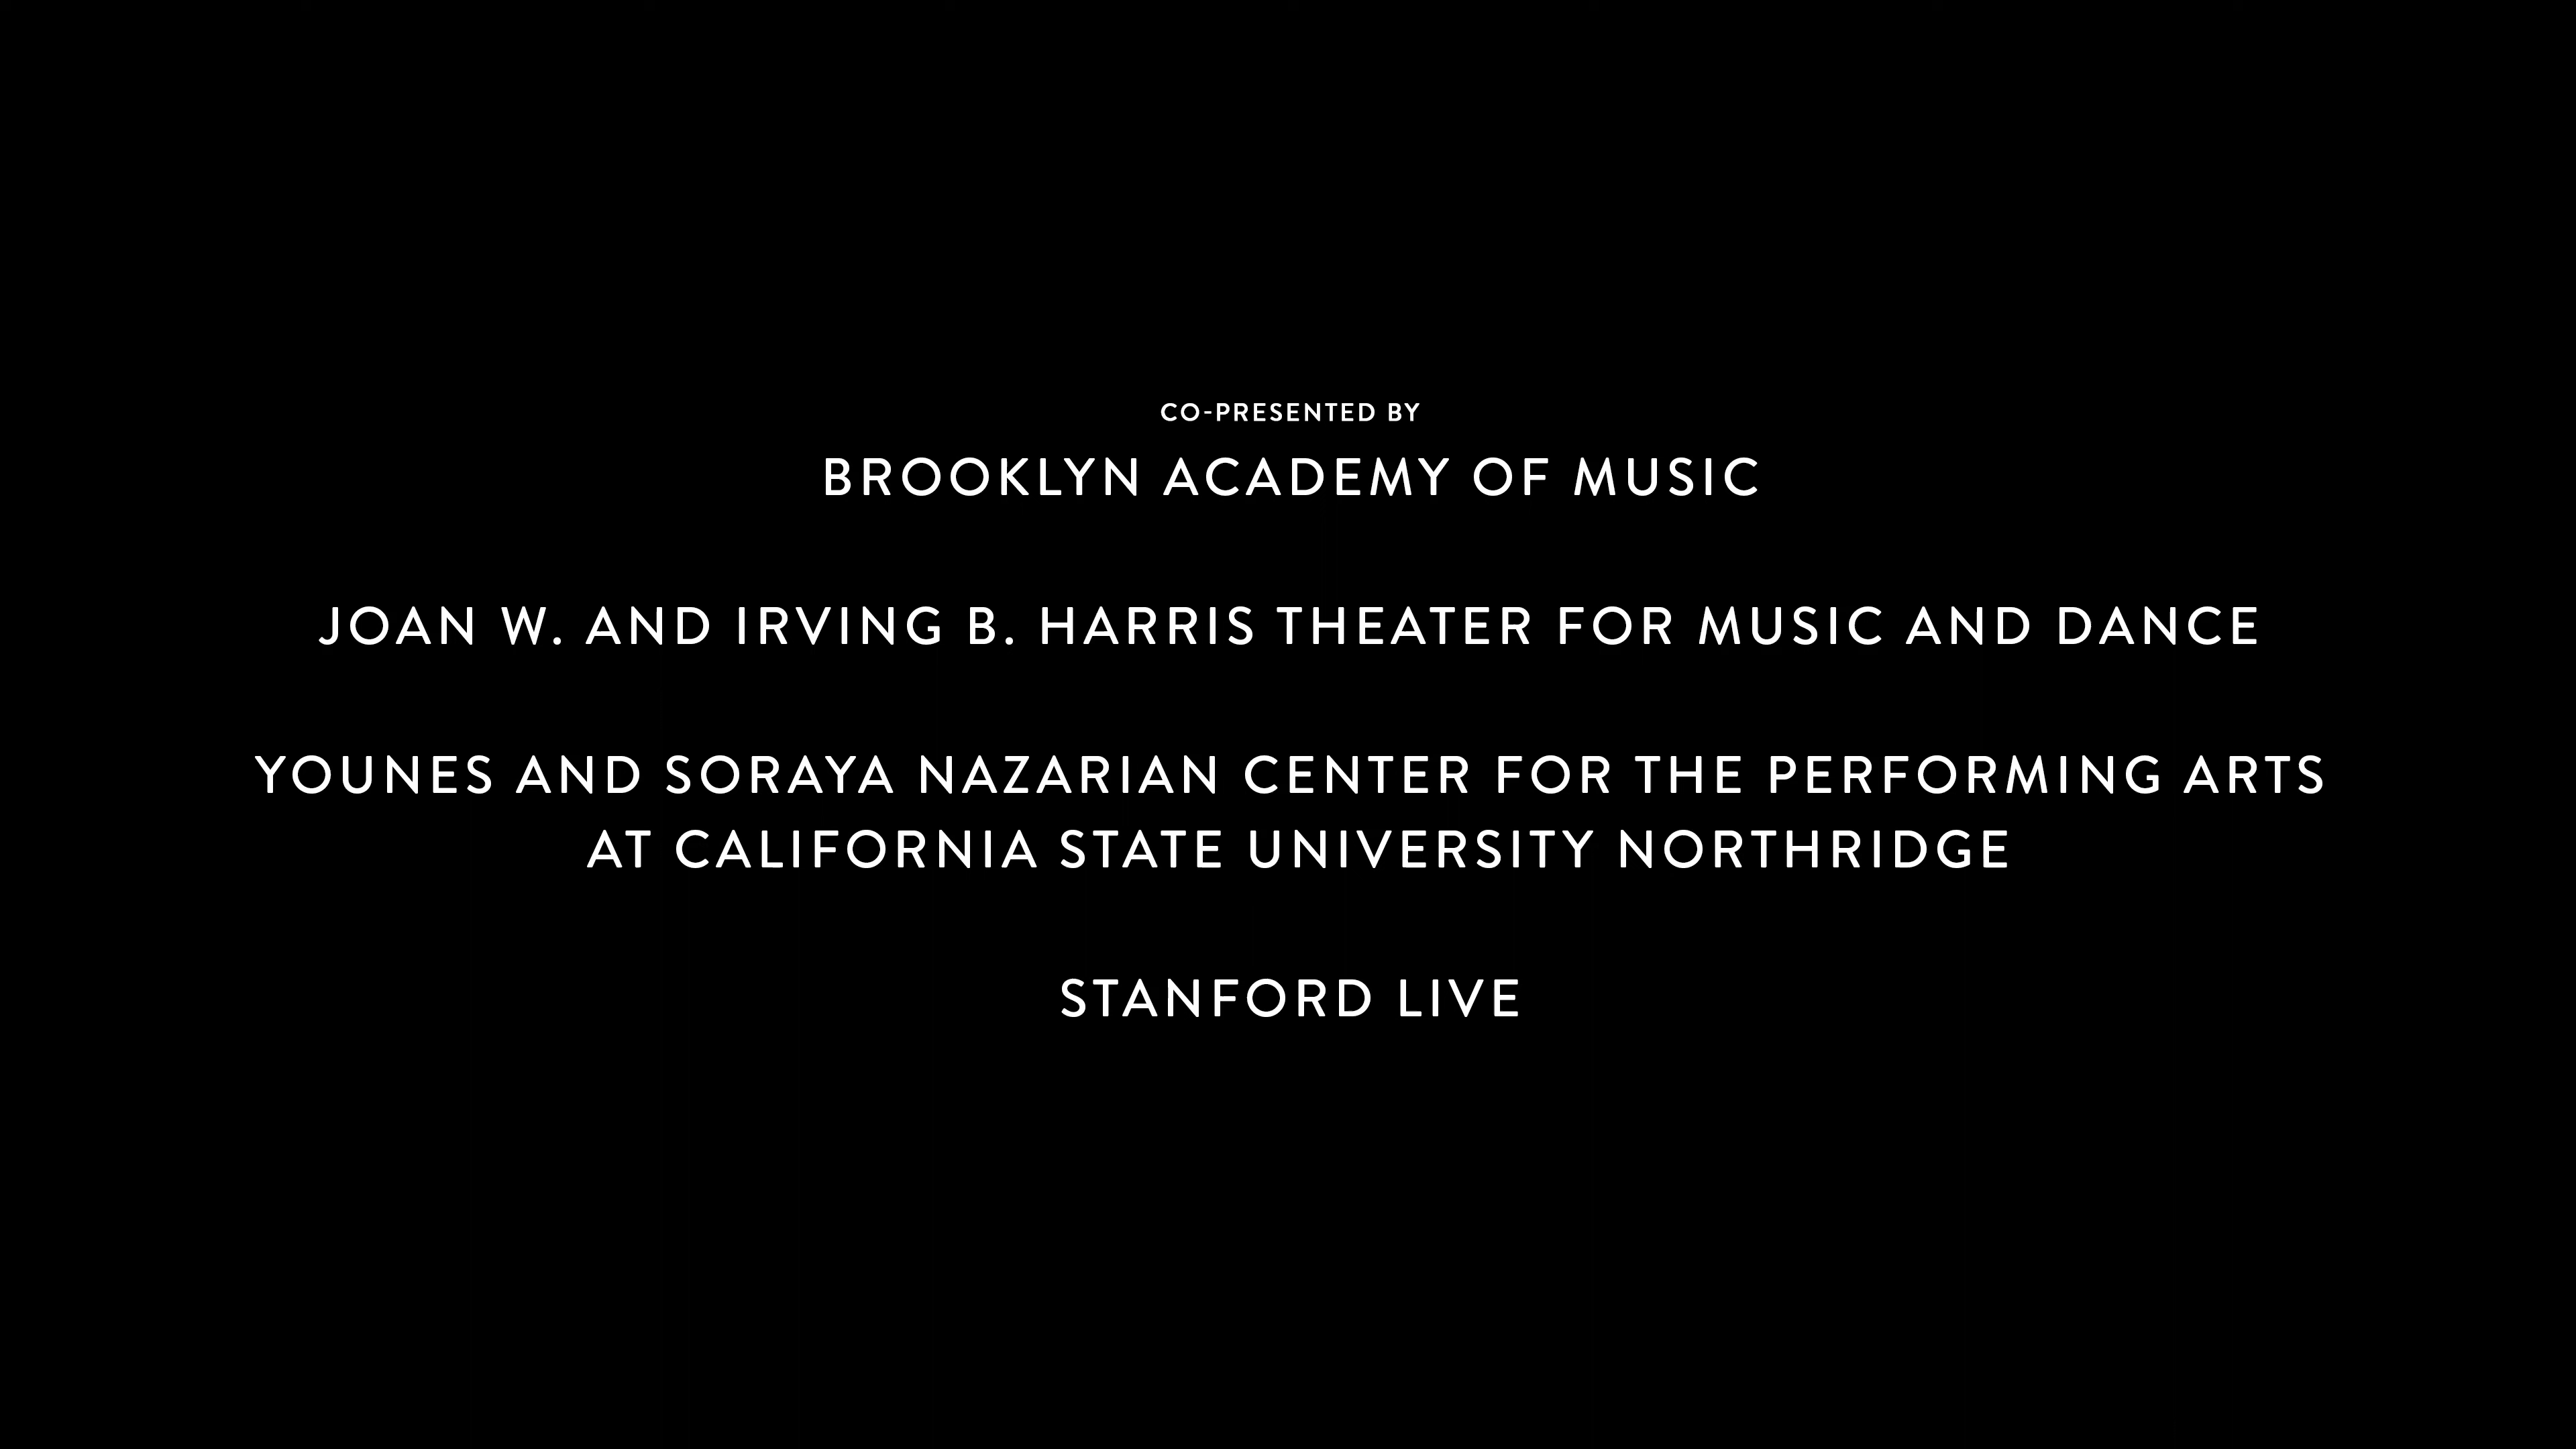 CO-PRESENTED BY
BROOKLYN ACADEMY OF MUSIC
JOAN W. AND IRVING B. HARRIS THEATER FOR MUSIC AND DANCE
YOUNES AND SORAYA NAZARIAN CENTER FOR THE PERFORMING ARTS
AT CALIFORNIA STATE UNIVERSITY NORTHRIDGE
STANFORD LIVE